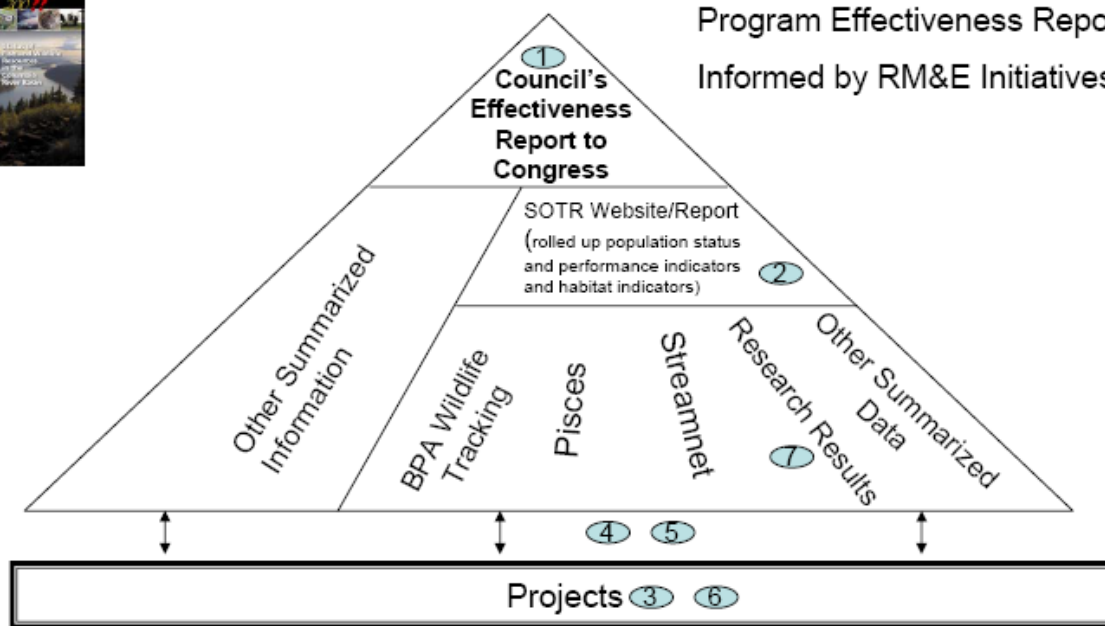 Program Effectiveness Repo
Informed by RM&E Initiatives
1
Council's
Effectiveness
Report to
Congress
SOTR Website/Report
(rolled up population status
and performance indicators
and habitat indicators)
2
Other Summarized
Information
BPA Wildlife
Tracking
Pisces
Streamnet
Research Results
7
Other Summarized
Data
4 5
Projects 3 6